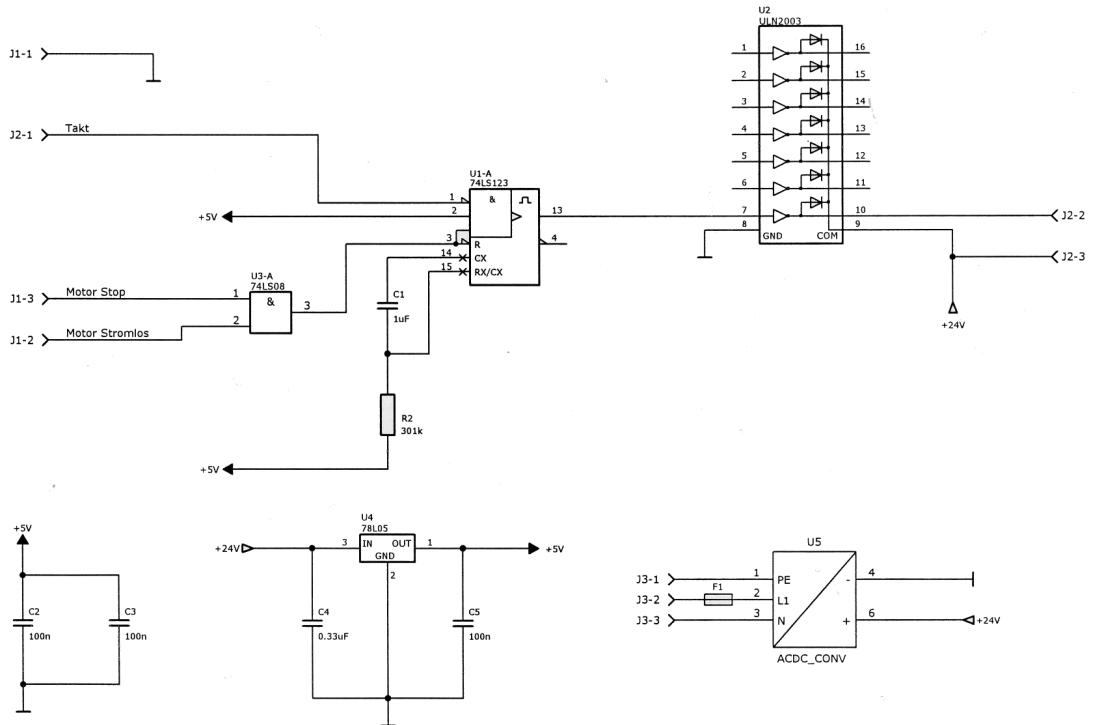 U2
ULN2003
J1-1
1
16
2
15
3
14
J2-1
Takt
4
13
5
12
U1-A
74LS123
6
11
1
&
+5V
2
13
7
10
J2-2
8
GND
COM
9
3
R
4
14
CX
15
RX/CX
J2-3
U3-A
74LS08
J1-3
Motor Stop
1
&
3
C1
1uF
2
J1-2
Motor Stromlos
+24V
R2
301k
+5V
+5V
U4
78L05
+24V
3
IN
OUT
1
+5V
GND
2
U5
J3-1
1
PE
-
4
F1
J3-2
2
L1
J3-3
3
N
+
6
+24V
ACDC_CONV
C2
100n
C3
100n
C4
0.33uF
C5
100n